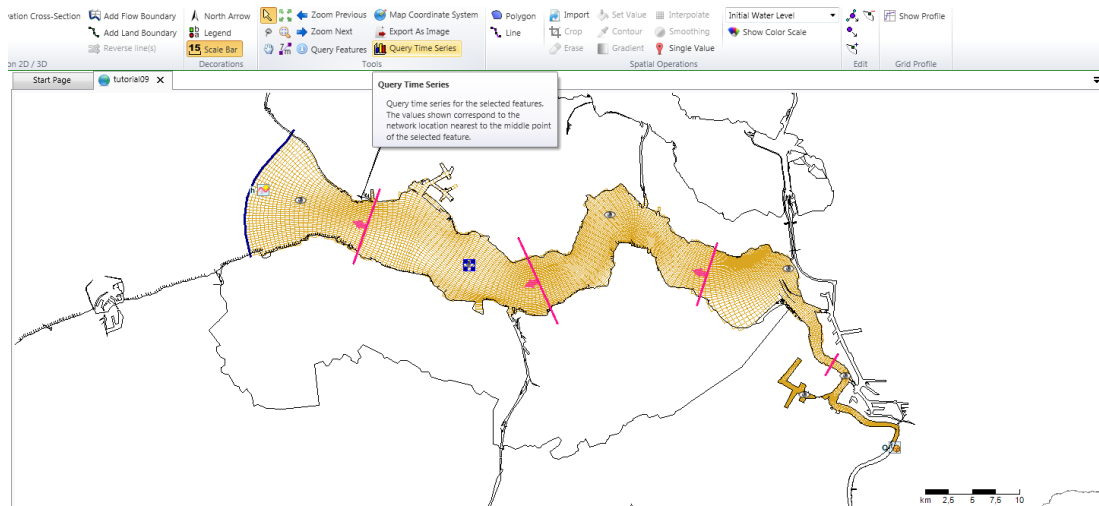 vation Cross-Section Add Flow Boundary North Arrow Zoom Previous Map Coordinate System Polygon Import Set Value Interpolate Initial Water Level Show Profile
Add Land Boundary Legend Zoom Next Export As Image Line Crop Contour Smoothing Show Color Scale
Reverse line(s) 15 Scale Bar Query Features Query Time Series Erase Gradient Single Value
on 2D / 3D Decorations Tools Spatial Operations Edit Grid Profile
Start Page tutorial09
Query Time Series
Query time series for the selected features.
The values shown correspond to the
network location nearest to the middle point
of the selected feature.
km 2,5 5 7,5 10